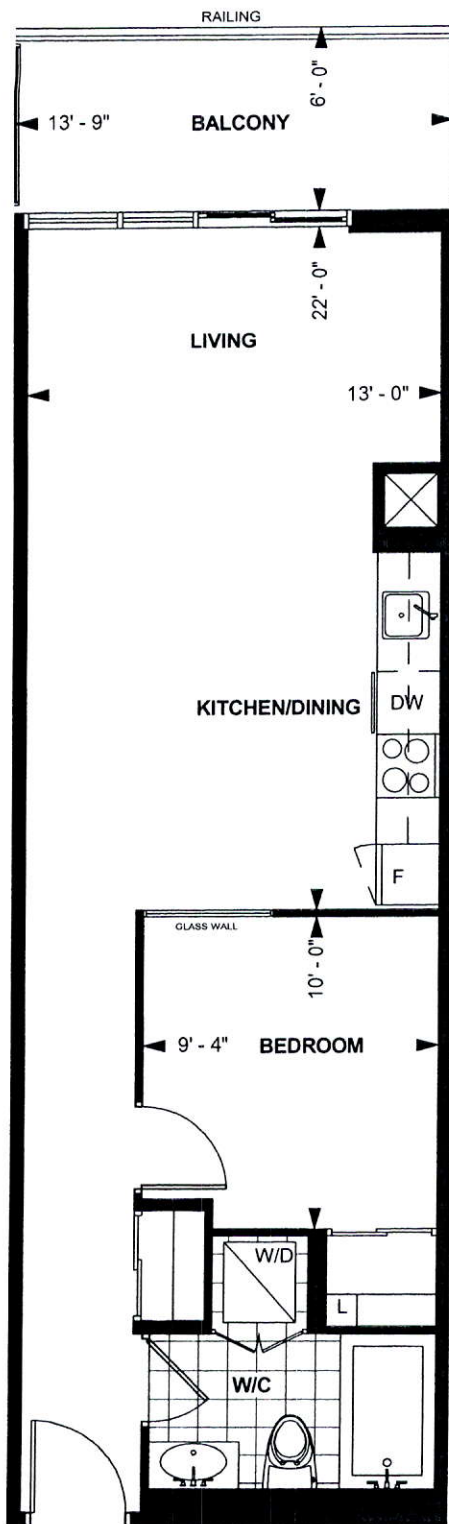 RAILING
6' - 0"
13' - 9" BALCONY
22' - 0"
LIVING
13' - 0"
KITCHEN/DINING
DW
F
GLASS WALL
10' - 0"
9' - 4" BEDROOM
W/D
L
W/C